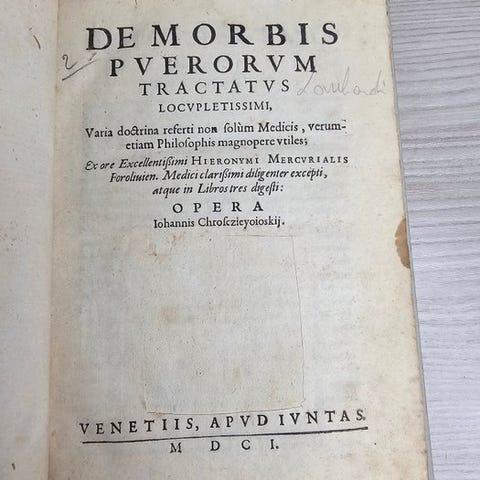 DE MORBIS
PVERORVM
TRACTATVS
LOCVPLETISSIMI,
Varia doctrina referti non solùm Medicis, verum-
etiam Philosophis magnopere vtiles;
Ex ore Excellentissimi HIERONYMI MERCVRIALIS
Foroliuien. Medici clarissimi diligenter excepti,
atque in Libros tres digesti:
OPERA
Iohannis Chrosczieyoioskij.
VENETIIS, APVD IVNTAS.
M D C I.